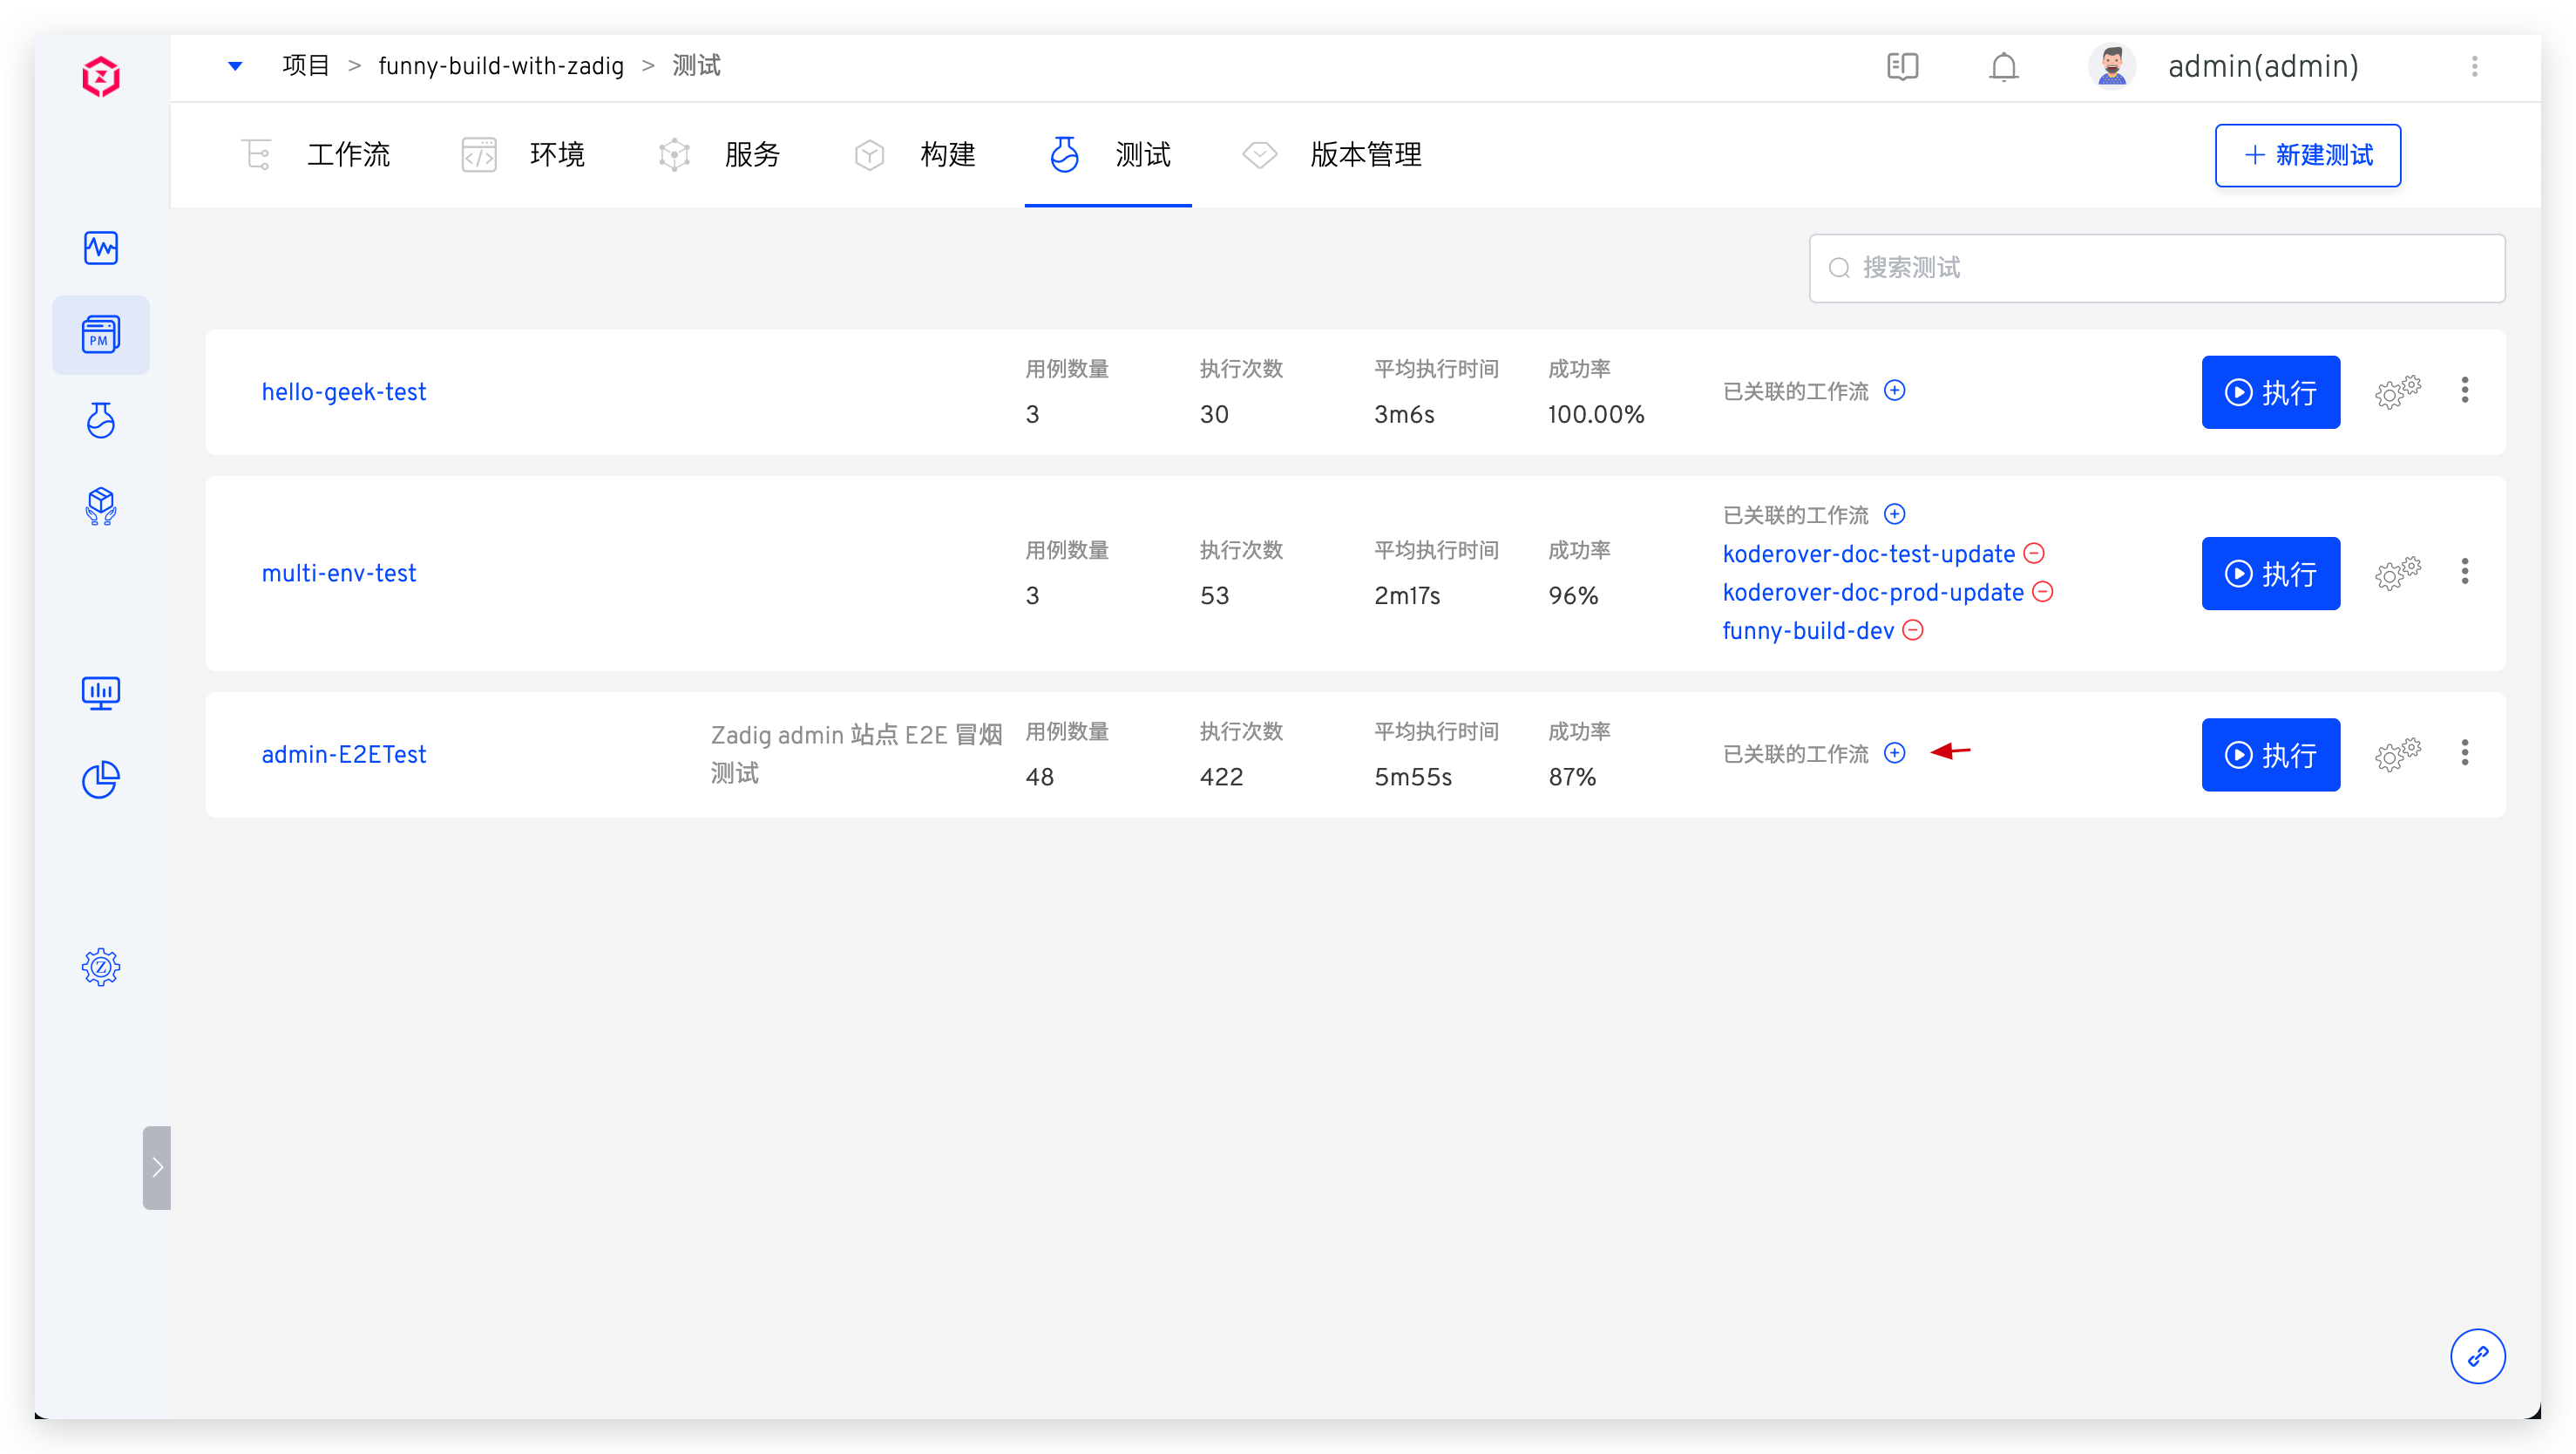 项目 > funny-build-with-zadig > 测试
admin(admin)
工作流 环境 服务 构建 测试 版本管理
+ 新建测试
搜索测试
PM
hello-geek-test
用例数量 执行次数 平均执行时间 成功率
3 30 3m6s 100.00%
已关联的工作流
执行
multi-env-test
用例数量 执行次数 平均执行时间 成功率
3 53 2m17s 96%
已关联的工作流
koderover-doc-test-update
koderover-doc-prod-update
funny-build-dev
执行
admin-E2ETest
Zadig admin 站点 E2E 冒烟
测试
用例数量 执行次数 平均执行时间 成功率
48 422 5m55s 87%
已关联的工作流
执行
Z